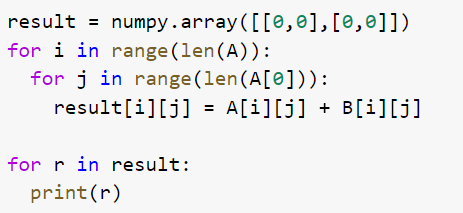 result = numpy.array([[0,0],[0,0]])
for i in range(len(A)):
  for j in range(len(A[0])):
    result[i][j] = A[i][j] + B[i][j]

for r in result:
  print(r)